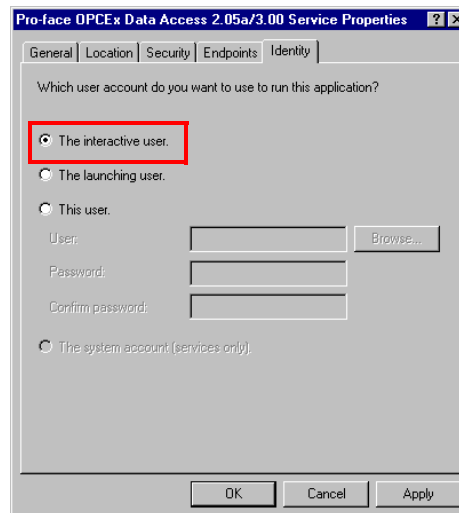 Pro-face OPCEx Data Access 2.05a/3.00 Service Properties
General Location Security Endpoints Identity
Which user account do you want to use to run this application?
The interactive user.
The launching user.
This user.
User: Browse...
Password:
Confirm password:
The system account (services only).
OK Cancel Apply